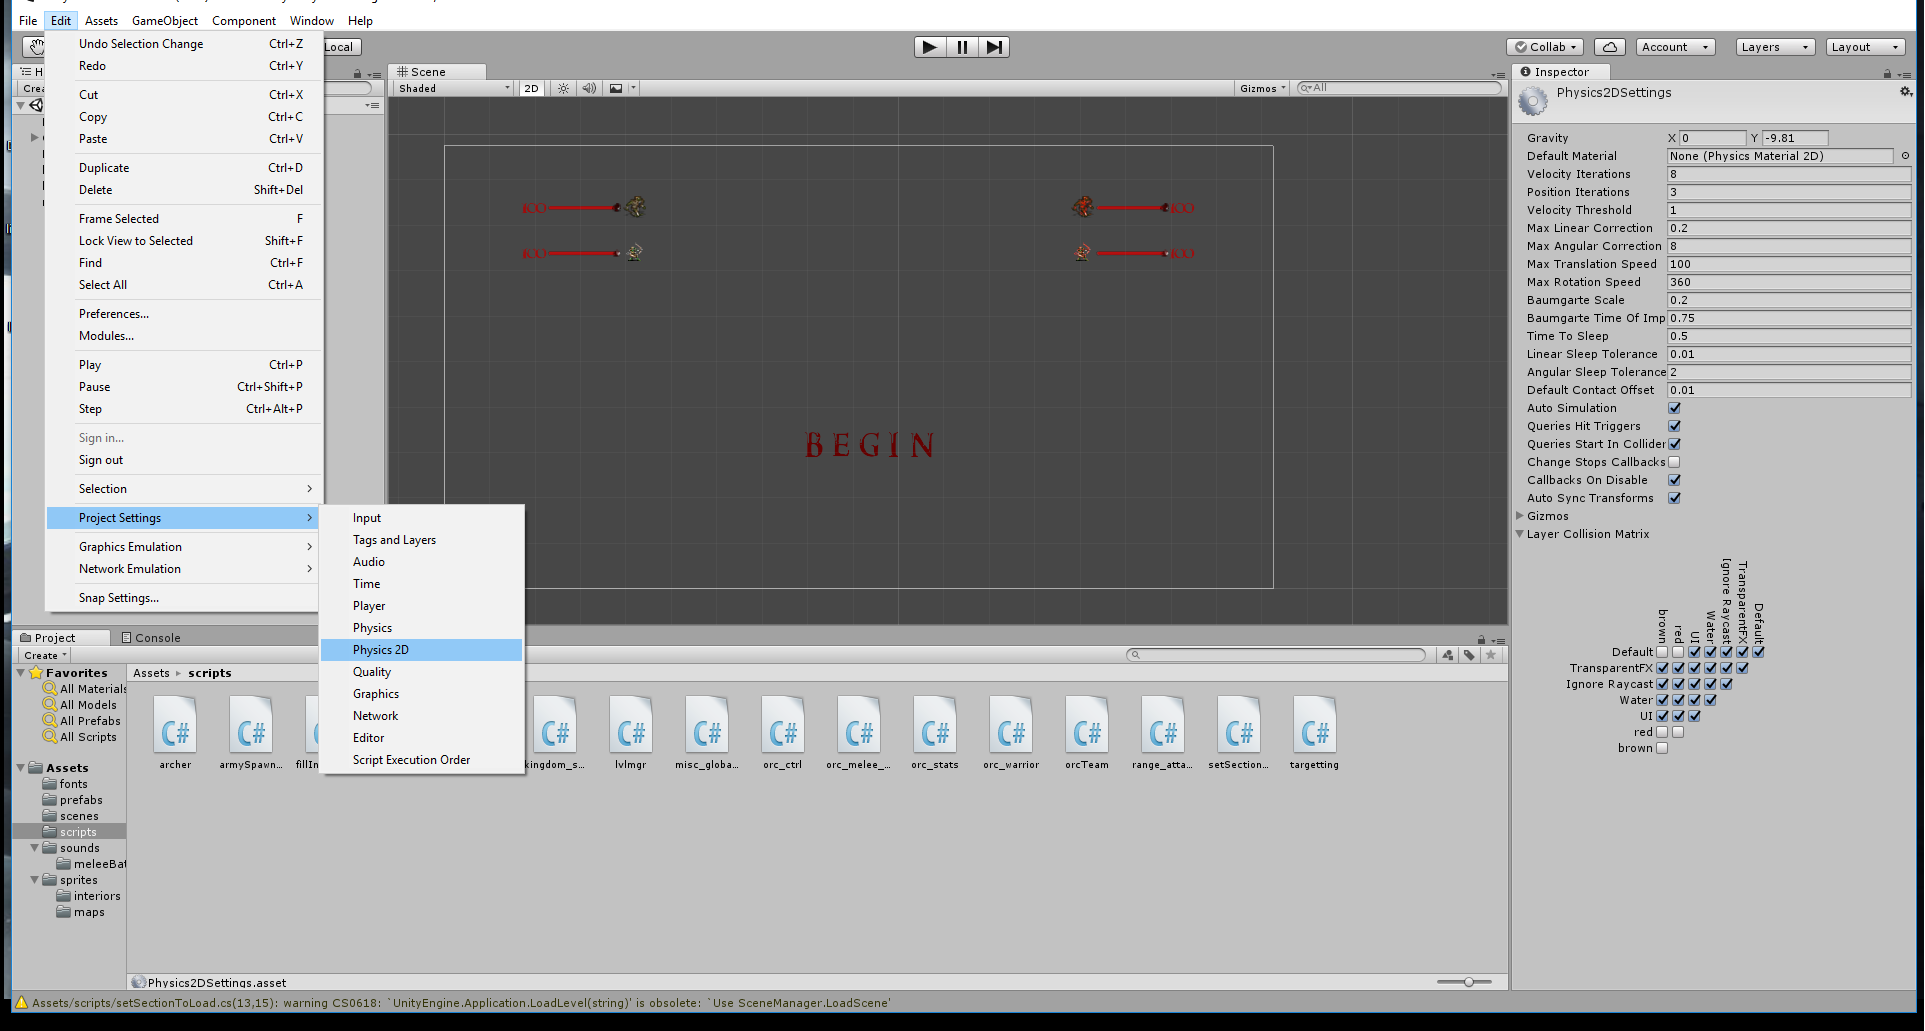 File Edit Assets GameObject Component Window Help
Undo Selection Change Ctrl+Z
Redo Ctrl+Y
Cut Ctrl+X
Copy Ctrl+C
Paste Ctrl+V
Duplicate Ctrl+D
Delete Shift+Del
Frame Selected F
Lock View to Selected Shift+F
Find Ctrl+F
Select All Ctrl+A
Preferences...
Modules...
Play Ctrl+P
Pause Ctrl+Shift+P
Step Ctrl+Alt+P
Sign in...
Sign out
Selection
Project Settings
Graphics Emulation
Network Emulation
Snap Settings...
Input
Tags and Layers
Audio
Time
Player
Physics
Physics 2D
Quality
Graphics
Network
Editor
Script Execution Order
Local
Collab Account Layers Layout
Scene
Shaded 2D Gizmos All
100 100
100 100
BEGIN
Inspector
Physics2DSettings
Gravity X 0 Y -9.81
Default Material None (Physics Material 2D)
Velocity Iterations 8
Position Iterations 3
Velocity Threshold 1
Max Linear Correction 0.2
Max Angular Correction 8
Max Translation Speed 100
Max Rotation Speed 360
Baumgarte Scale 0.2
Baumgarte Time Of Imp 0.75
Time To Sleep 0.5
Linear Sleep Tolerance 0.01
Angular Sleep Tolerance 2
Default Contact Offset 0.01
Auto Simulation
Queries Hit Triggers
Queries Start In Collider
Change Stops Callbacks
Callbacks On Disable
Auto Sync Transforms
Gizmos
Layer Collision Matrix
brown red UI Water Ignore Raycast TransparentFX Default
Default
TransparentFX
Ignore Raycast
Water
UI
red
brown
Project Console
Create
Favorites
All Materials
All Models
All Prefabs
All Scripts
Assets
fonts
prefabs
scenes
scripts
sounds
meleeBat
sprites
interiors
maps
Assets scripts
C# C# C# C# C# C# C# C# C# C# C# C# C# C#
archer armySpawn... fillIn kingdom_s... lvlmgr misc_globa... orc_ctrl orc_melee_... orc_stats orc_warrior orcTeam range_atta... setSection... targetting
Physics2DSettings.asset
Assets/scripts/setSectionToLoad.cs(13,15): warning CS0618: `UnityEngine.Application.LoadLevel(string)' is obsolete: `Use SceneManager.LoadScene'